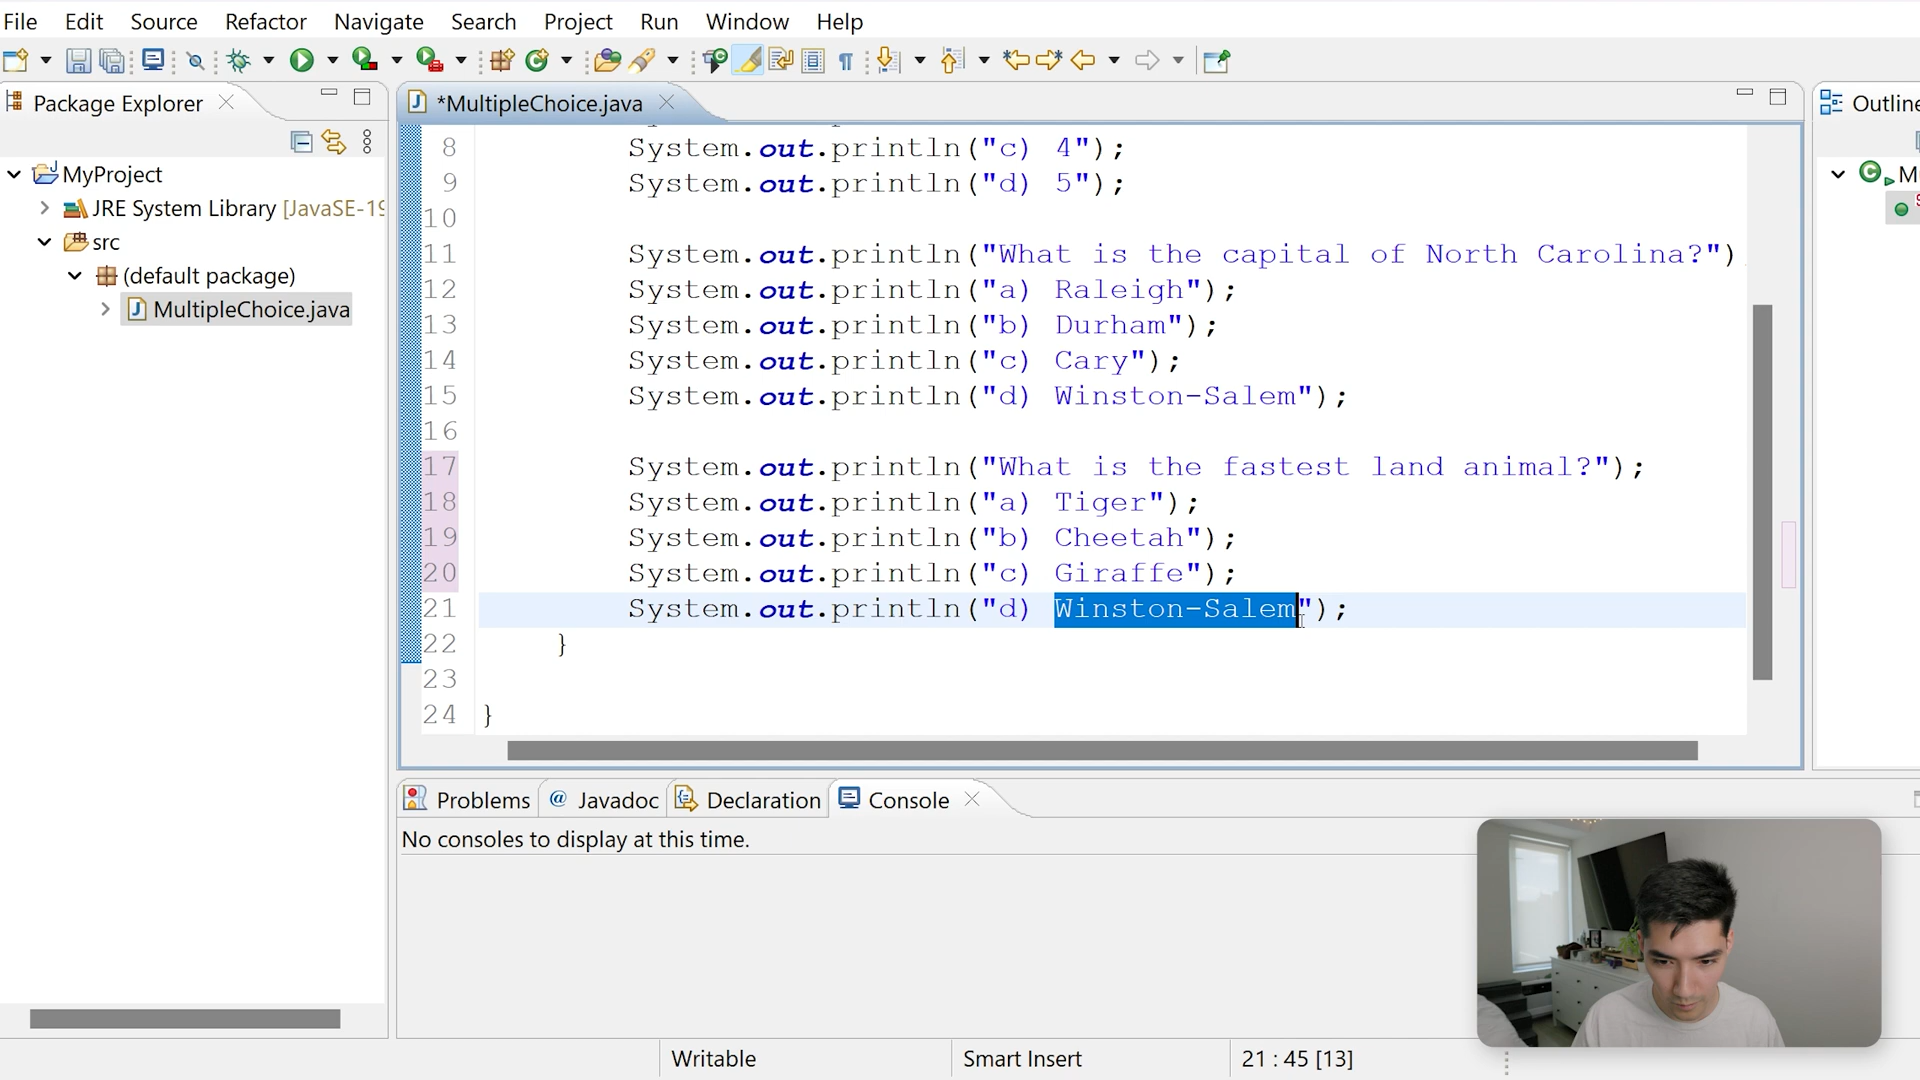 File Edit Source Refactor Navigate Search Project Run Window Help
Package Explorer
*MultipleChoice.java
Outline
MyProject
JRE System Library [JavaSE-19
src
(default package)
MultipleChoice.java
8 System.out.println("c) 4");
9 System.out.println("d) 5");
10
11 System.out.println("What is the capital of North Carolina?")
12 System.out.println("a) Raleigh");
13 System.out.println("b) Durham");
14 System.out.println("c) Cary");
15 System.out.println("d) Winston-Salem");
16
17 System.out.println("What is the fastest land animal?");
18 System.out.println("a) Tiger");
19 System.out.println("b) Cheetah");
20 System.out.println("c) Giraffe");
21 System.out.println("d) Winston-Salem");
22 }
23
24 }
Problems @ Javadoc Declaration Console
No consoles to display at this time.
Writable Smart Insert 21 : 45 [13]